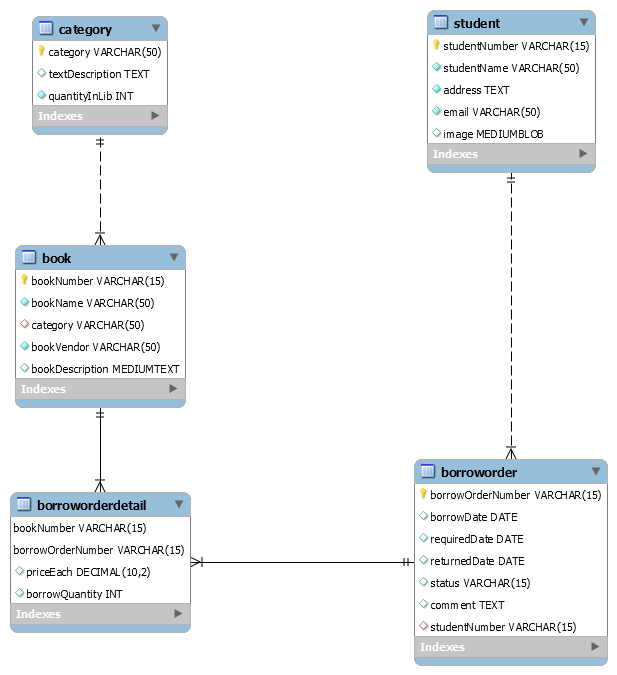 category
category VARCHAR(50)
textDescription TEXT
quantityInLib INT
Indexes
student
studentNumber VARCHAR(15)
studentName VARCHAR(50)
address TEXT
email VARCHAR(50)
image MEDIUMBLOB
Indexes
book
bookNumber VARCHAR(15)
bookName VARCHAR(50)
category VARCHAR(50)
bookVendor VARCHAR(50)
bookDescription MEDIUMTEXT
Indexes
borroworderdetail
bookNumber VARCHAR(15)
borrowOrderNumber VARCHAR(15)
priceEach DECIMAL(10,2)
borrowQuantity INT
Indexes
borroworder
borrowOrderNumber VARCHAR(15)
borrowDate DATE
requiredDate DATE
returnedDate DATE
status VARCHAR(15)
comment TEXT
studentNumber VARCHAR(15)
Indexes